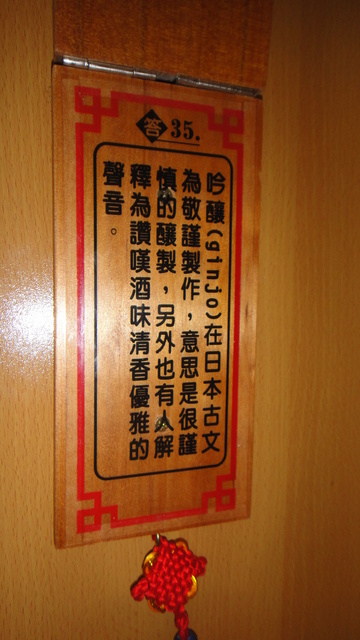 答 35.
吟釀(ginjo)在日本古文
為敬謹製作，意思是很謹
慎的釀製，另外也有人解
釋為讚嘆酒味清香優雅的
聲音。